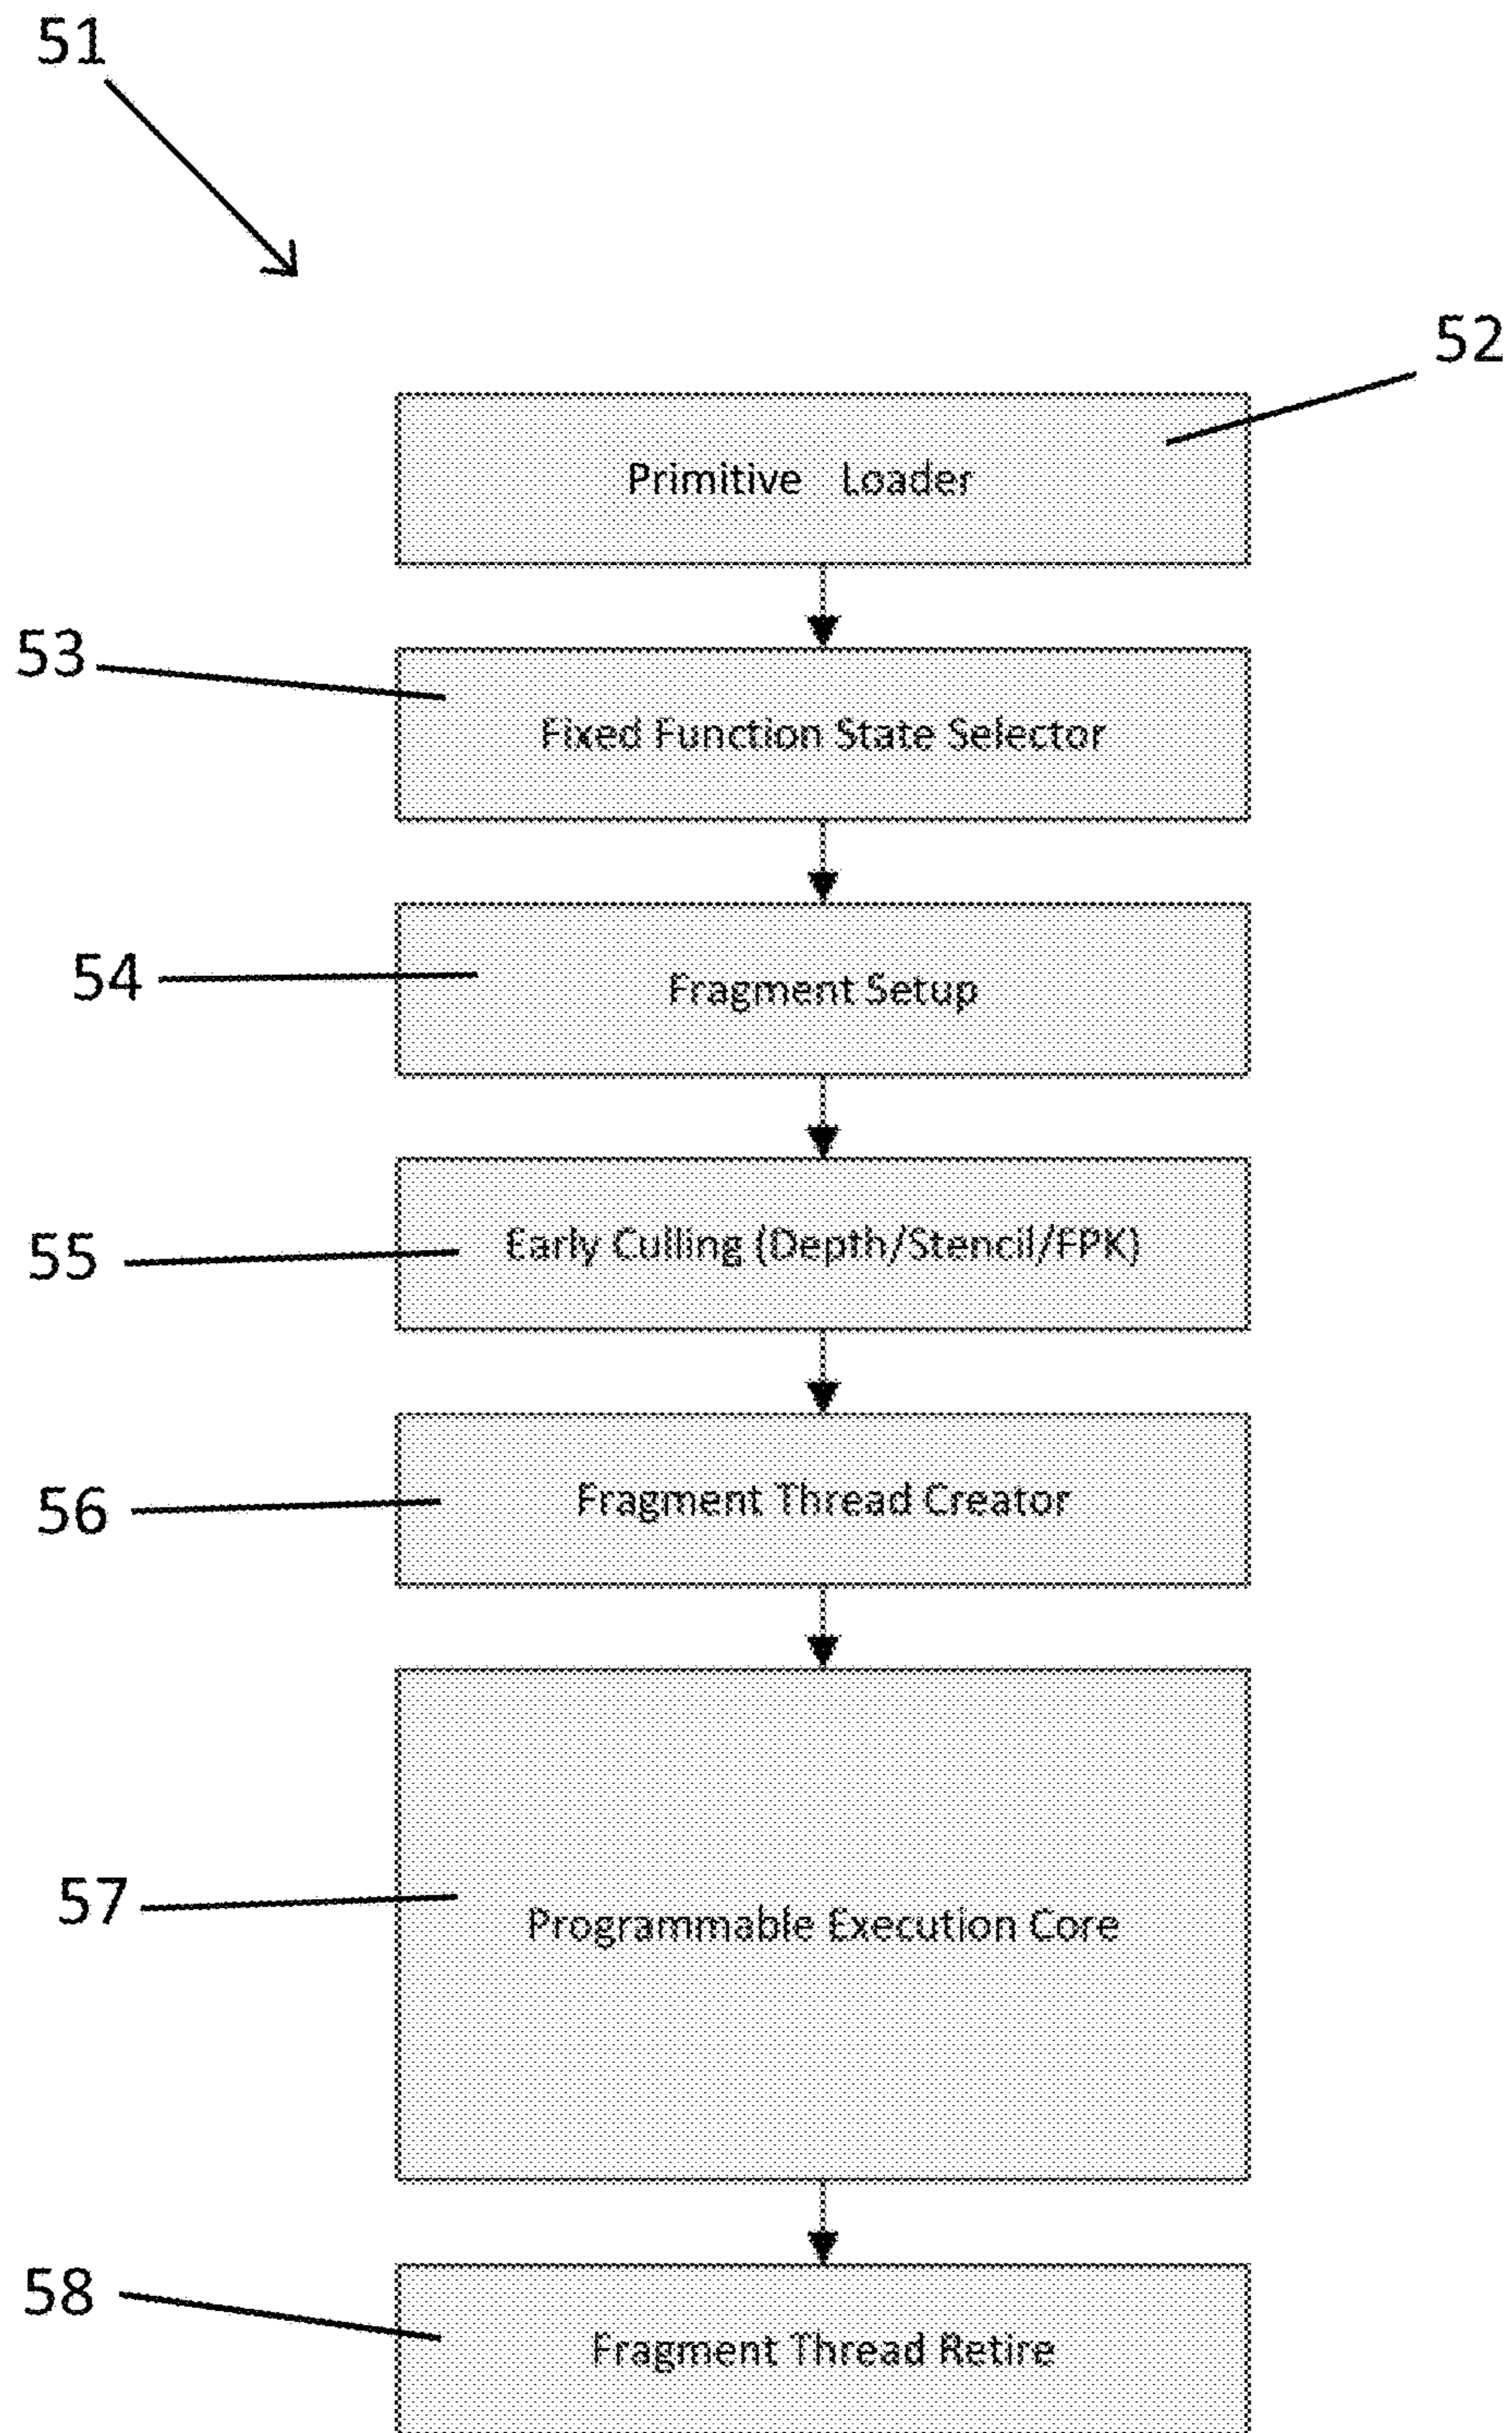 51
52
Primitive Loader
53
Fixed Function State Selector
54
Fragment Setup
55
Early Culling (Depth/Stencil/FPK)
56
Fragment Thread Creator
57
Programmable Execution Core
58
Fragment Thread Retire